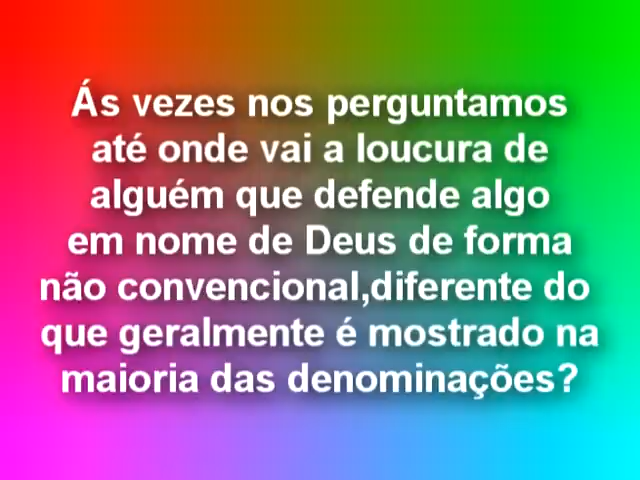 Ás vezes nos perguntamos
até onde vai a loucura de
alguém que defende algo
em nome de Deus de forma
não convencional,diferente do
que geralmente é mostrado na
maioria das denominações?